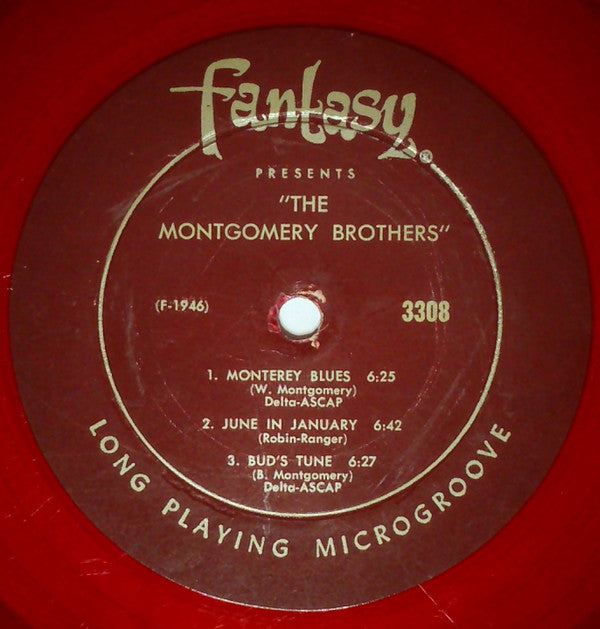 Fantasy®
PRESENTS
"THE
MONTGOMERY BROTHERS"
(F-1946)
3308
1. MONTEREY BLUES 6:25
(W. Montgomery)
Delta-ASCAP
2. JUNE IN JANUARY 6:42
(Robin-Ranger)
3. BUD'S TUNE 6:27
(B. Montgomery)
Delta-ASCAP
LONG PLAYING MICROGROOVE